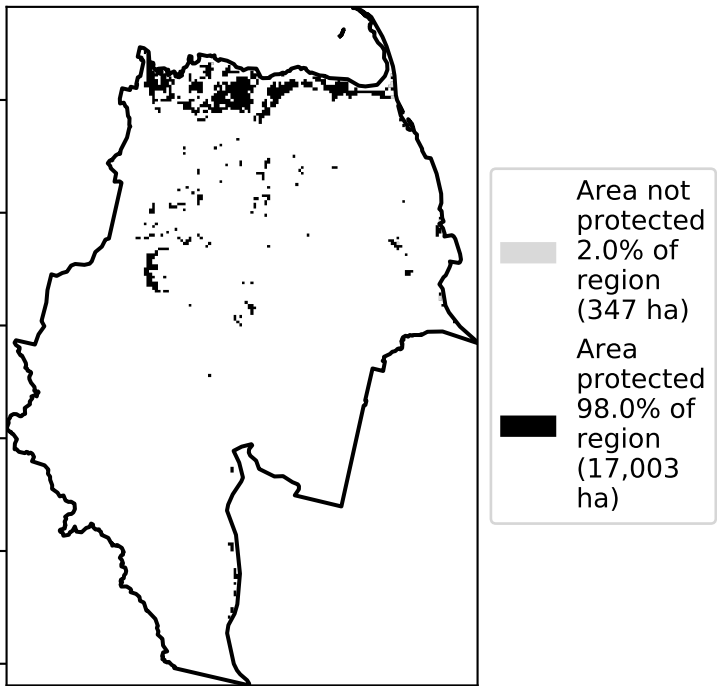 Area not
protected
2.0% of
region
(347 ha)
Area
protected
98.0% of
region
(17,003
ha)